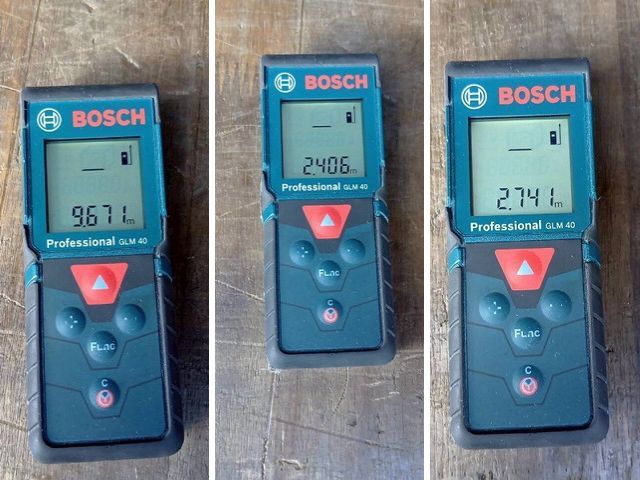 BOSCH
9.671m
Professional GLM 40
Func
C
BOSCH
2.406m
Professional GLM 40
Func
C
BOSCH
2.741m
Professional GLM 40
Func
C